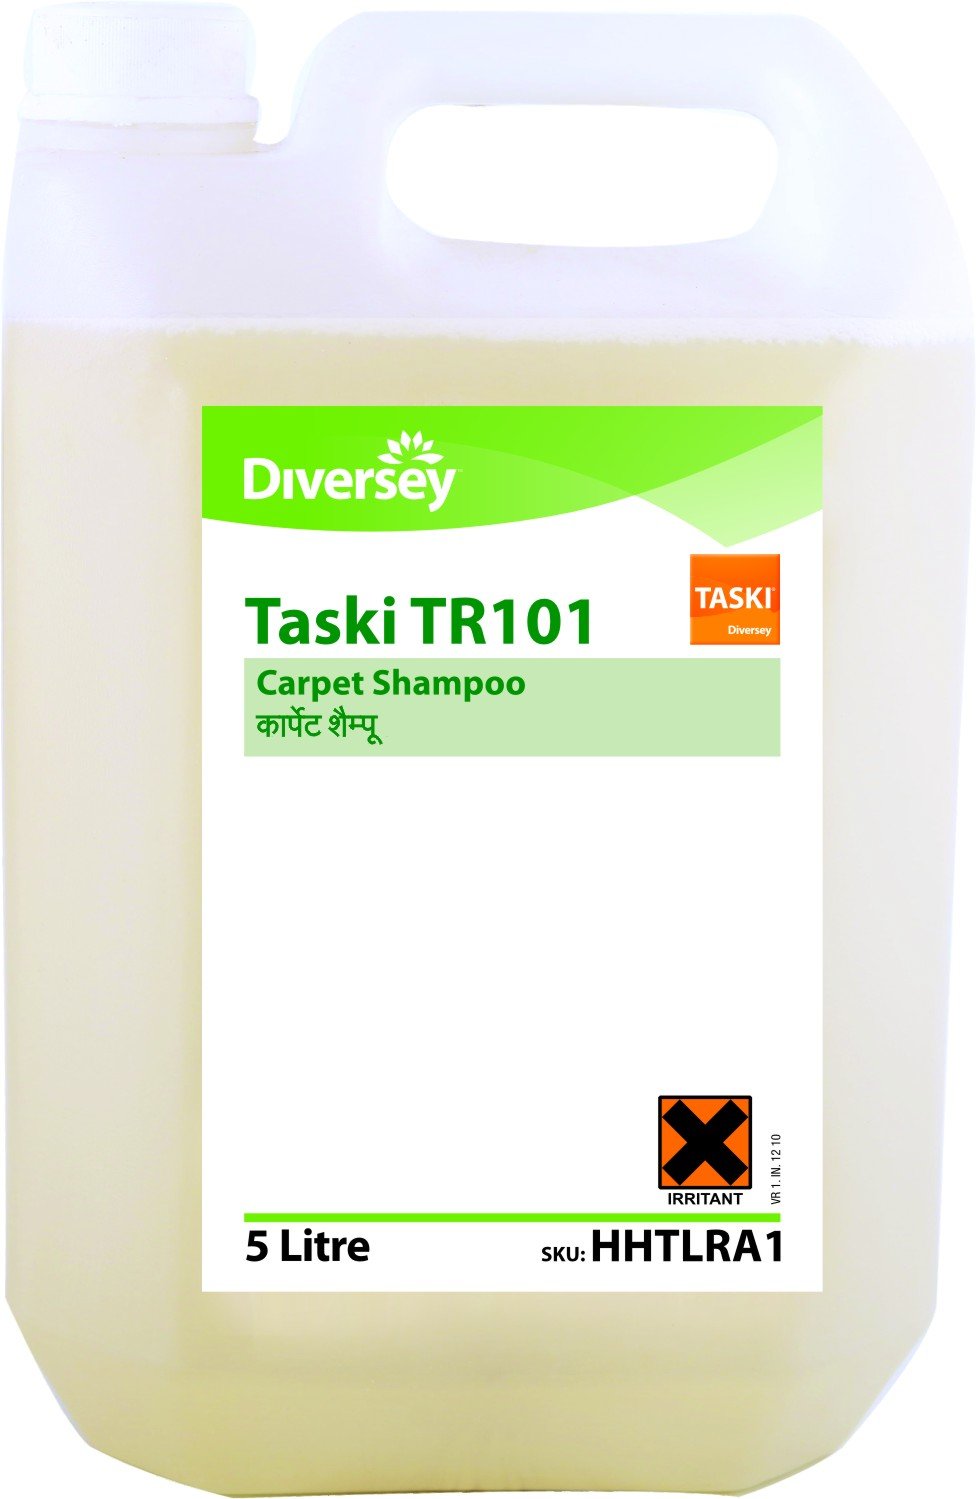 Diversey
TASKI
Diversey
Taski TR101
Carpet Shampoo
कार्पेट शैम्पू
IRRITANT
VR 1. IN. 12 10
5 Litre
SKU: HHTLRA1